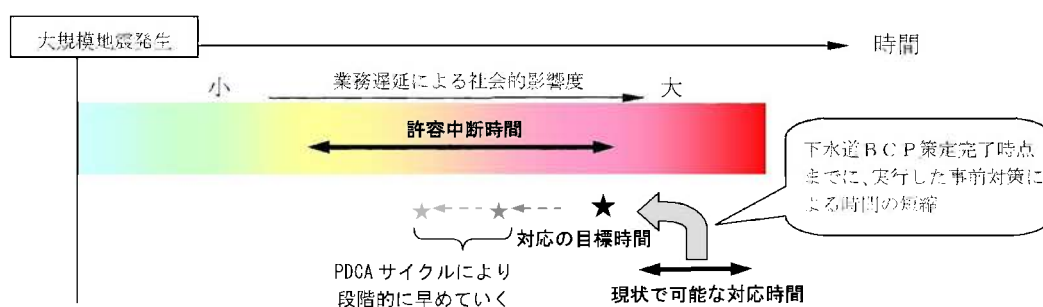 大規模地震発生
時間
小
業務遅延による社会的影響度
大
許容中断時間
下水道ＢＣＰ策定完了時点
までに、実行した事前対策に
よる時間の短縮
対応の目標時間
PDCAサイクルにより
段階的に早めていく
現状で可能な対応時間